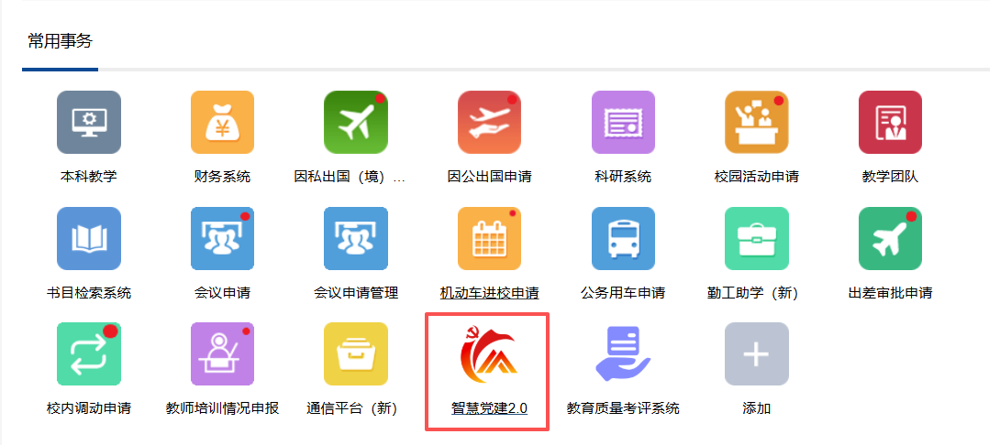 常用事务
本科教学
财务系统
因私出国（境）...
因公出国申请
科研系统
校园活动申请
教学团队
书目检索系统
会议申请
会议申请管理
机动车进校申请
公务用车申请
勤工助学（新）
出差审批申请
校内调动申请
教师培训情况申报
通信平台（新）
智慧党建2.0
教育质量考评系统
添加